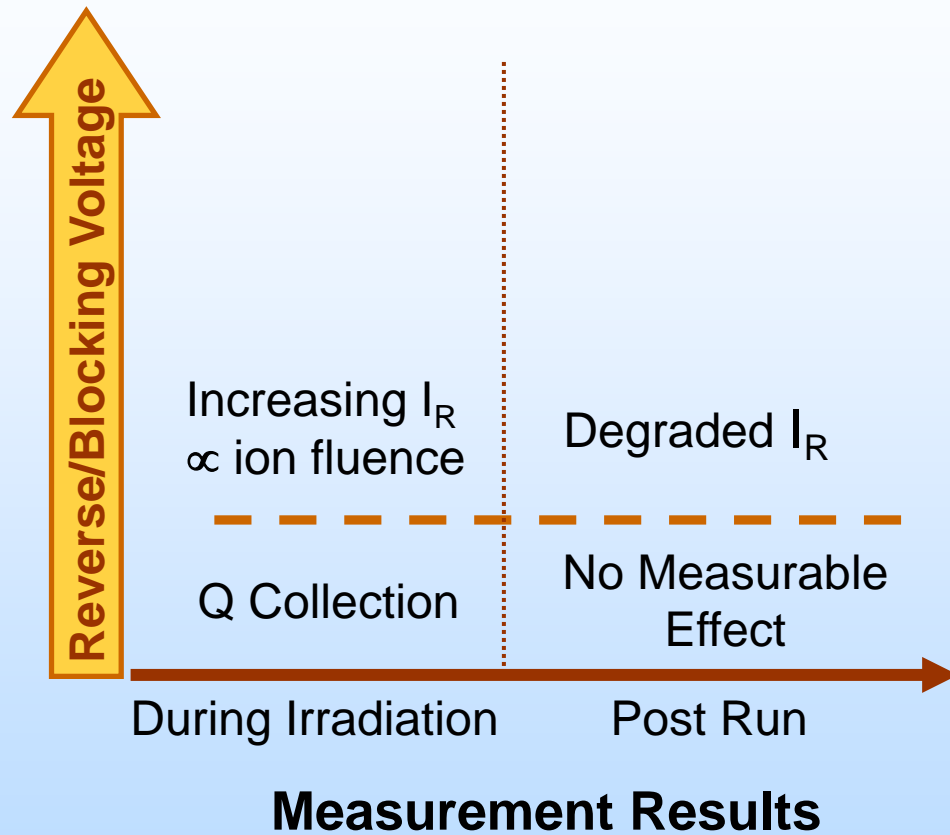 Reverse/Blocking Voltage
Increasing I_R
∝ ion fluence
Degraded I_R
Q Collection
No Measurable
Effect
During Irradiation
Post Run
Measurement Results